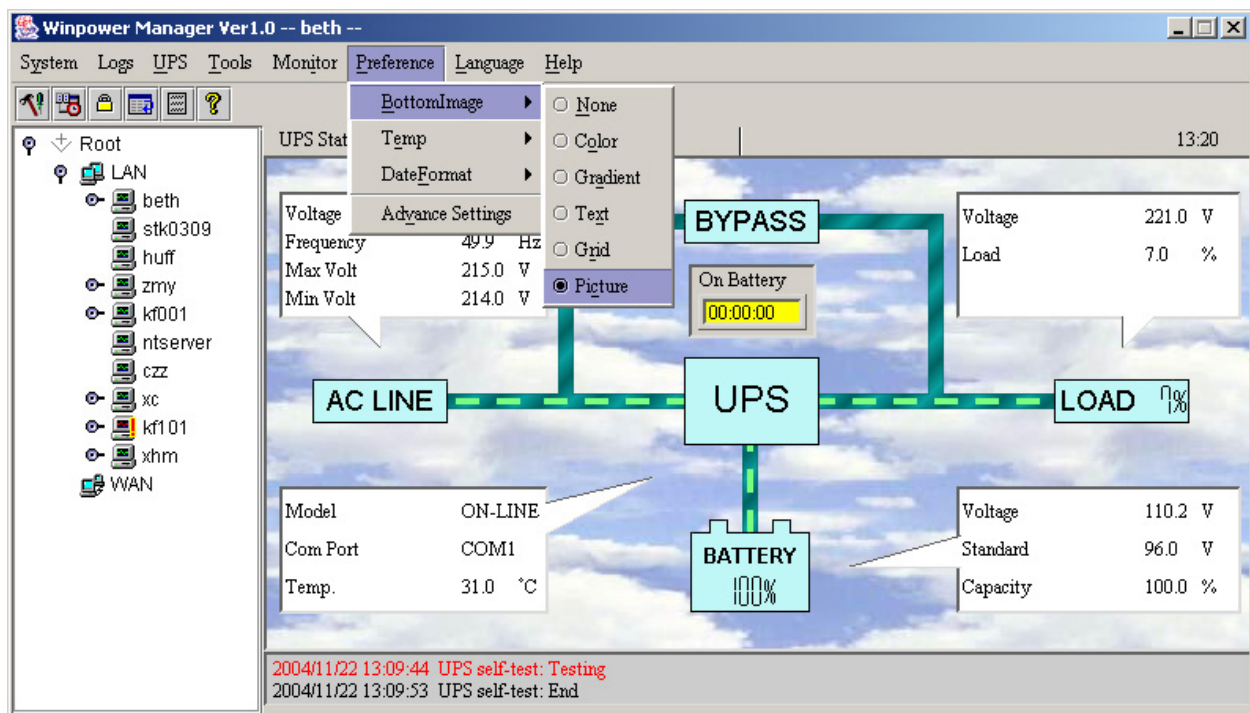 Winpower Manager Ver1.0 -- beth --
System Logs UPS Tools Monitor Preference Language Help
BottomImage
Temp
DateFormat
Advance Settings
None
Color
Gradient
Text
Grid
Picture
Root
LAN
beth
stk0309
huff
zmy
kf001
ntserver
czz
xc
kf101
xhm
WAN
UPS Stat
13:20
Voltage
Frequency 49.9 Hz
Max Volt 215.0 V
Min Volt 214.0 V
BYPASS
On Battery
00:00:00
Voltage 221.0 V
Load 7.0 %
AC LINE
UPS
LOAD 7%
Model ON-LINE
Com Port COM1
Temp. 31.0 °C
BATTERY
100%
Voltage 110.2 V
Standard 96.0 V
Capacity 100.0 %
2004/11/22 13:09:44 UPS self-test: Testing
2004/11/22 13:09:53 UPS self-test: End